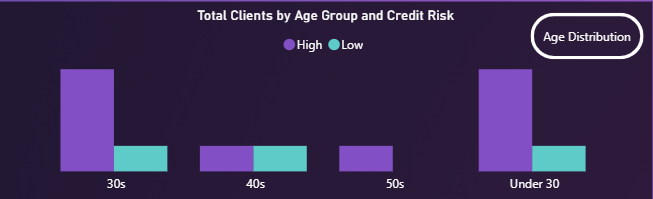 Total Clients by Age Group and Credit Risk
High Low
Age Distribution
30s 40s 50s Under 30